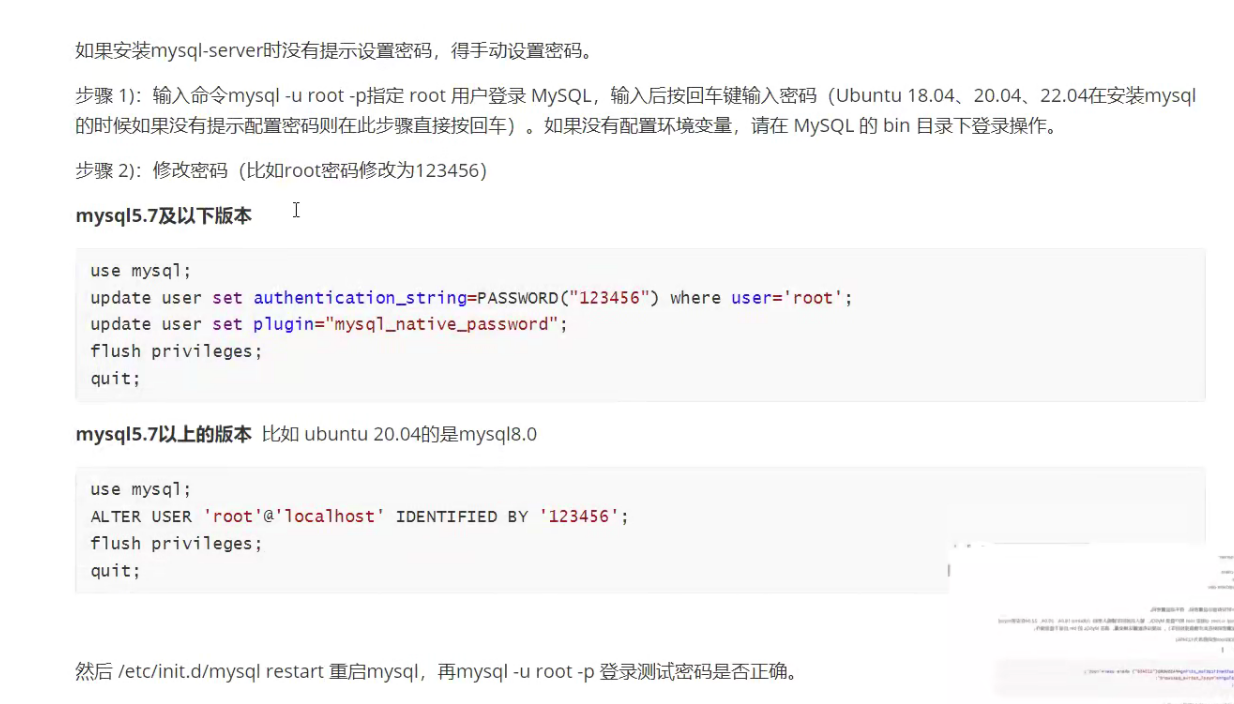 如果安装mysql-server时没有提示设置密码，得手动设置密码。
步骤 1)：输入命令mysql -u root -p指定 root 用户登录 MySQL，输入后按回车键输入密码（Ubuntu 18.04、20.04、22.04在安装mysql
的时候如果没有提示配置密码则在此步骤直接按回车）。如果没有配置环境变量，请在 MySQL 的 bin 目录下登录操作。
步骤 2)：修改密码（比如root密码修改为123456）
mysql5.7及以下版本
use mysql;
update user set authentication_string=PASSWORD("123456") where user='root';
update user set plugin="mysql_native_password";
flush privileges;
quit;
mysql5.7以上的版本 比如 ubuntu 20.04的是mysql8.0
use mysql;
ALTER USER 'root'@'localhost' IDENTIFIED BY '123456';
flush privileges;
quit;
然后 /etc/init.d/mysql restart 重启mysql，再mysql -u root -p 登录测试密码是否正确。